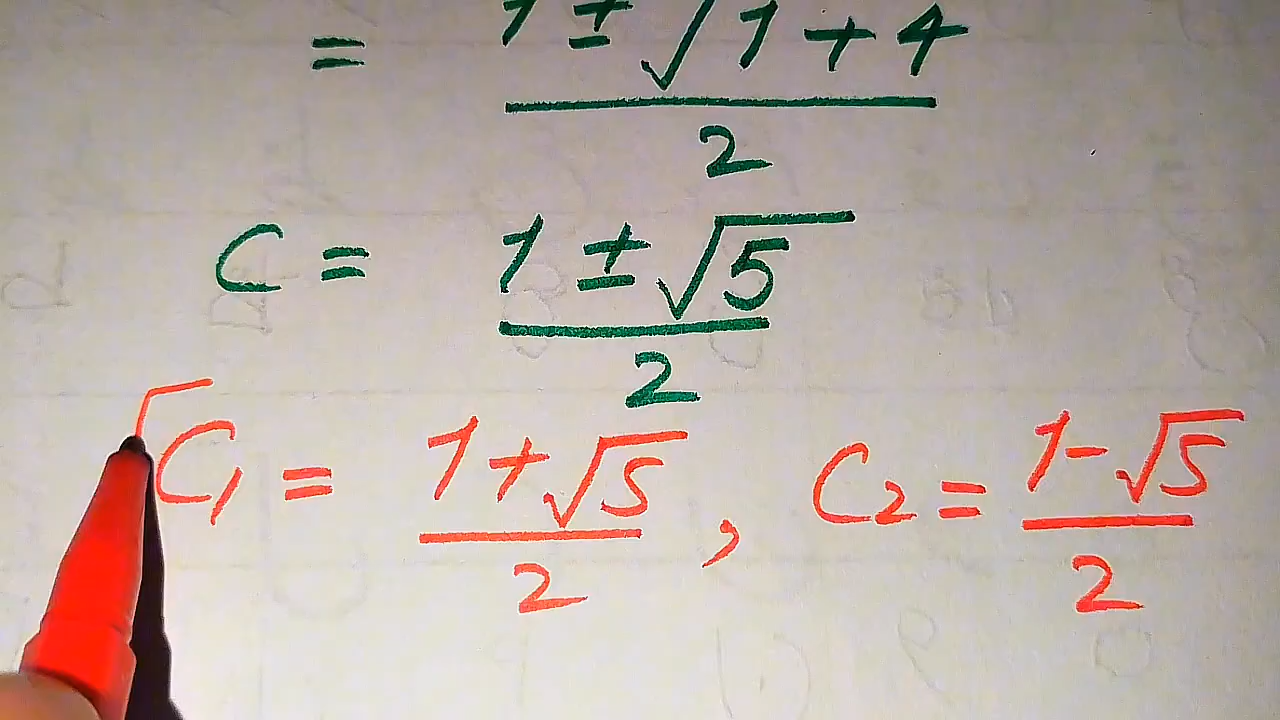 = 1 ± √1 + 4
2
C = 1 ± √5
2
C1 = 1 + √5 , C2 = 1 - √5
2 2